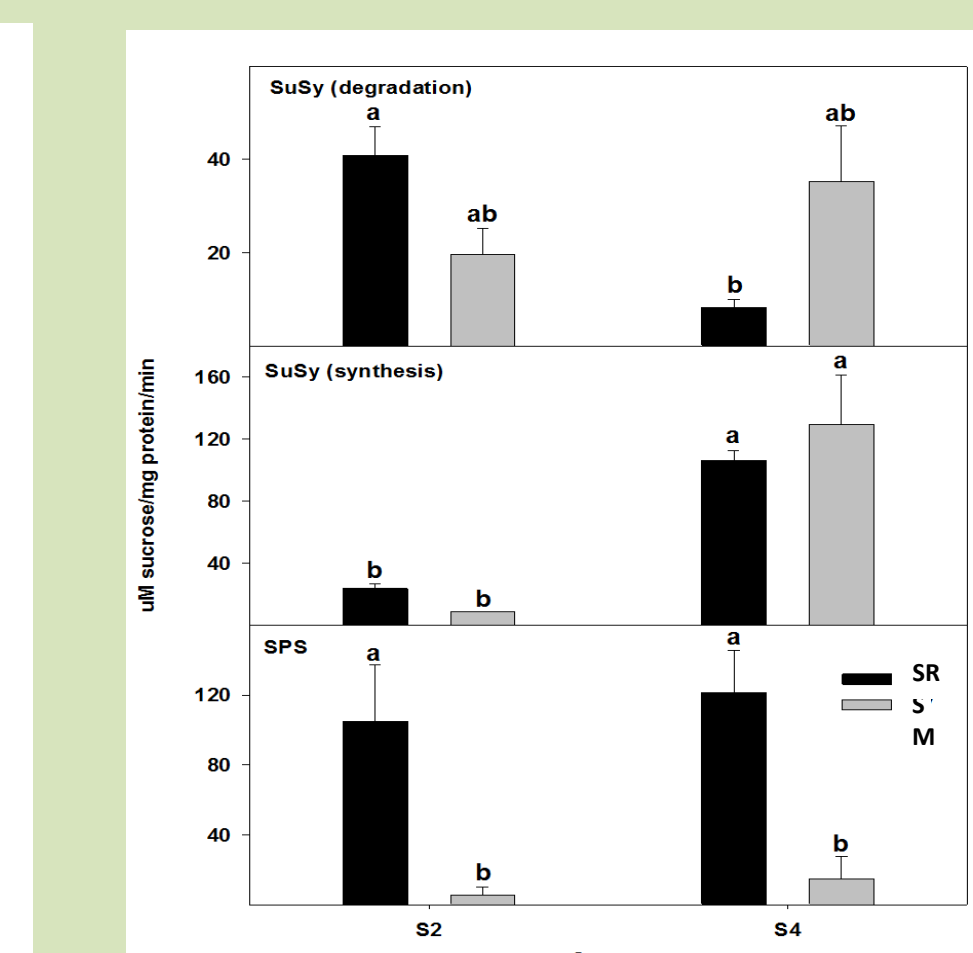 SuSy (degradation)
a
ab
ab
b
40
20
SuSy (synthesis)
a
a
b
b
160
120
80
40
uM sucrose/mg protein/min
SPS
a
a
b
b
120
80
40
SR
M
S2
S4